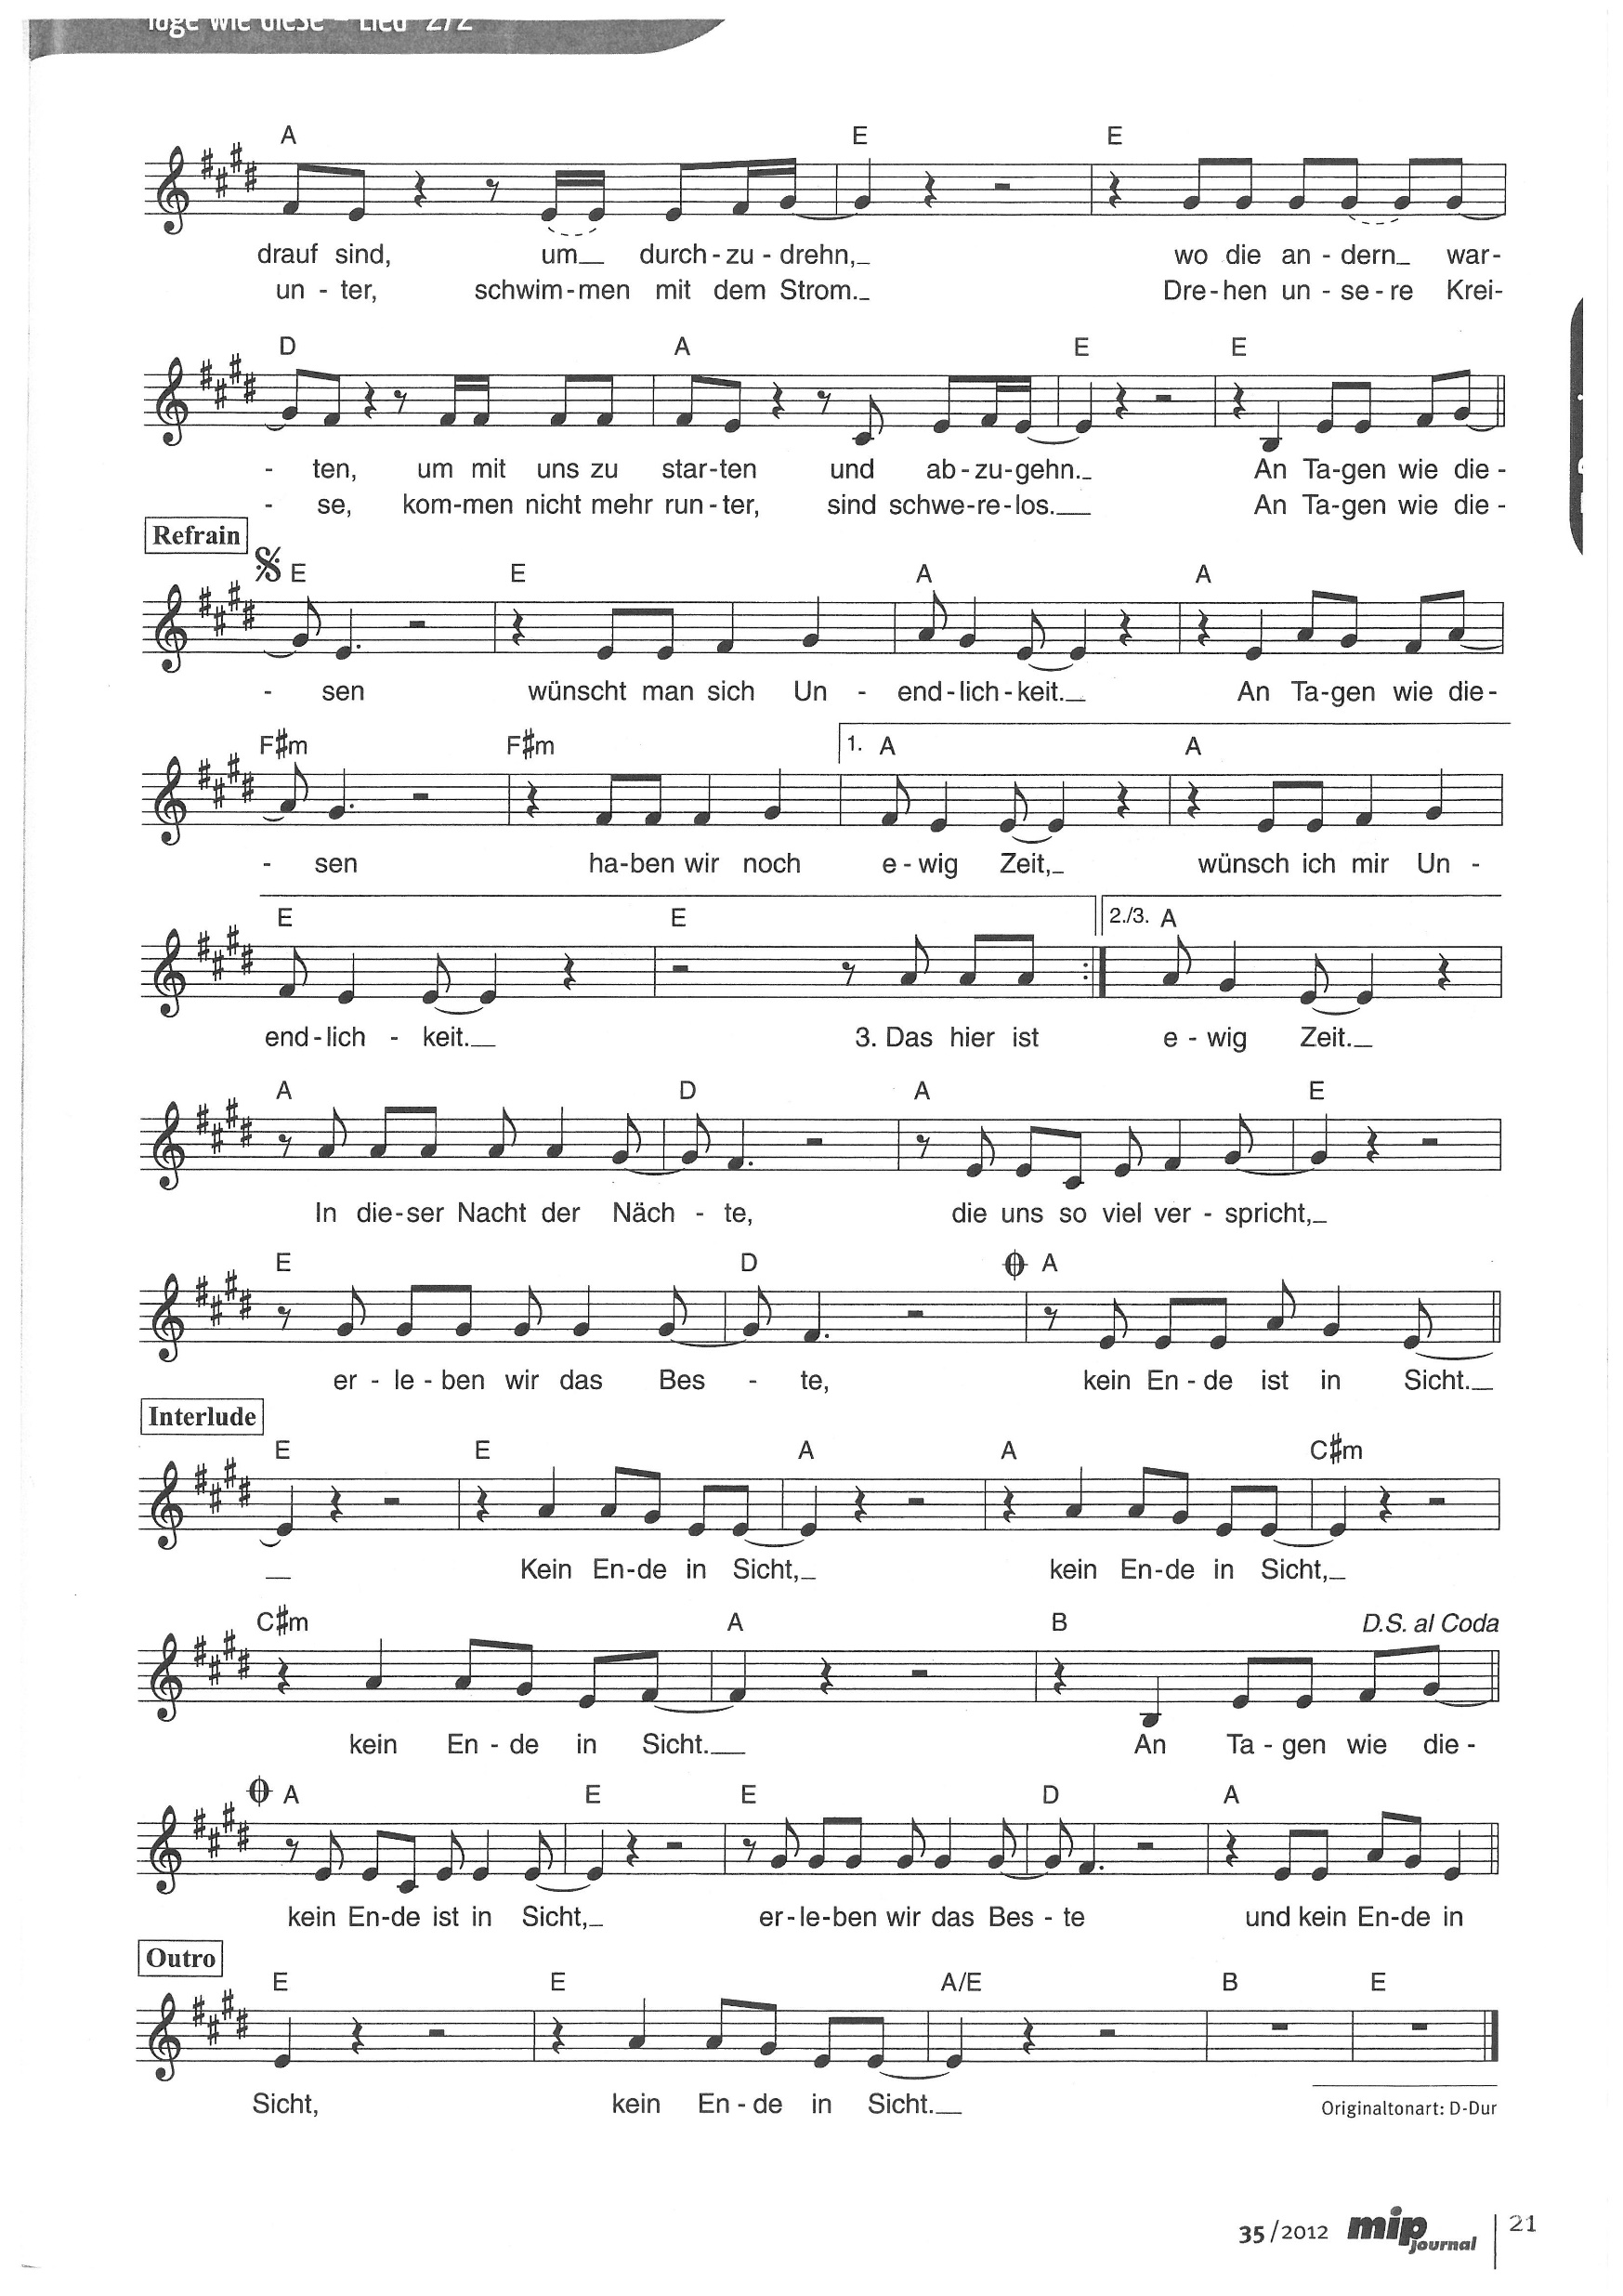 Tage wie diese – Lied 2/2
A E E
drauf sind, um__ durch-zu-drehn,_ wo die an-dern_ war-
un-ter, schwim-men mit dem Strom._ Dre-hen un-se-re Krei-
D A E E
- ten, um mit uns zu star-ten und ab-zu-gehn._ An Ta-gen wie die-
- se, kom-men nicht mehr run-ter, sind schwe-re-los.__ An Ta-gen wie die-
Refrain
E E A A
- sen wünscht man sich Un - end-lich-keit._ An Ta-gen wie die-
F♯m F♯m 1. A A
- sen ha-ben wir noch e-wig Zeit,_ wünsch ich mir Un -
E E 2./3. A
end-lich - keit.__ 3. Das hier ist e-wig Zeit._
A D A E
In die-ser Nacht der Näch - te, die uns so viel ver - spricht,_
E D A
er - le - ben wir das Bes - te, kein En-de ist in Sicht.__
Interlude
E E A A C♯m
__ Kein En-de in Sicht,_ kein En-de in Sicht,_
C♯m A B D.S. al Coda
kein En - de in Sicht.__ An Ta - gen wie die -
A E E D A
kein En-de ist in Sicht,_ er-le-ben wir das Bes - te und kein En-de in
Outro
E E A/E B E
Sicht, kein En - de in Sicht.__
Originaltonart: D-Dur
35/2012 mip journal 21